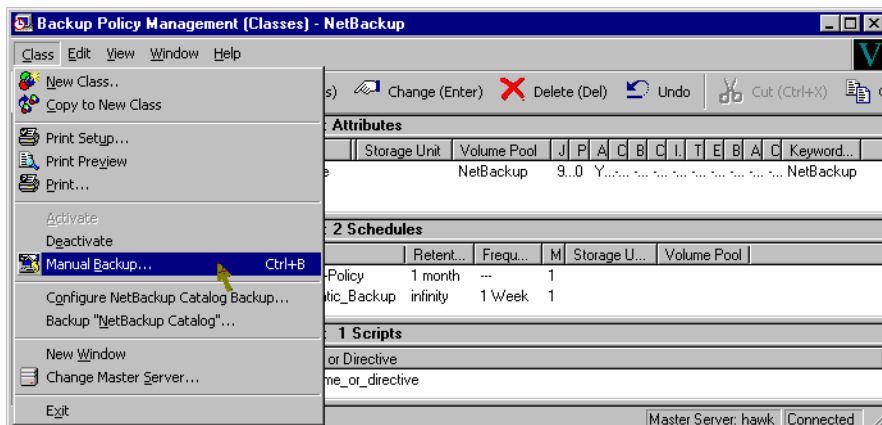 Backup Policy Management (Classes) - NetBackup
Class Edit View Window Help
V
New Class..
Copy to New Class
s) Change (Enter) Delete (Del) Undo Cut (Ctrl+X)
Print Setup...
Print Preview
Print...
Activate
Deactivate
Manual Backup... Ctrl+B
Configure NetBackup Catalog Backup...
Backup "NetBackup Catalog"...
New Window
Change Master Server...
Exit
: Attributes
Storage Unit Volume Pool J P A C B C I. T E B A C Keyword...
e NetBackup 9...0 Y...-... -... -... -... -... -... -... NetBackup
: 2 Schedules
Retent... Frequ... M Storage U... Volume Pool
-Policy 1 month --- 1
tic_Backup infinity 1 Week 1
: 1 Scripts
or Directive
me_or_directive
Master Server: hawk Connected